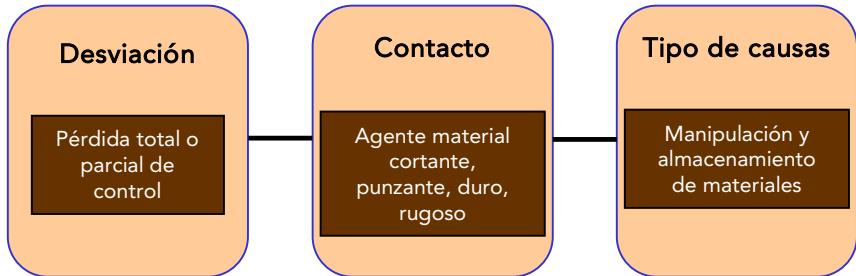 Desviación
Pérdida total o
parcial de
control
Contacto
Agente material
cortante,
punzante, duro,
rugoso
Tipo de causas
Manipulación y
almacenamiento
de materiales